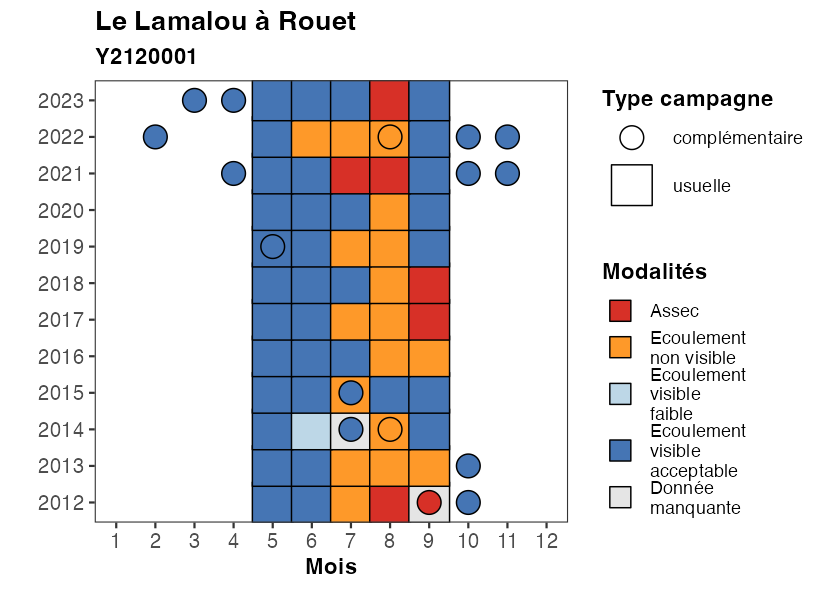 Le Lamalou à Rouet
Y2120001
2023
2022
2021
2020
2019
2018
2017
2016
2015
2014
2013
2012
1 2 3 4 5 6 7 8 9 10 11 12
Mois
Type campagne
complémentaire
usuelle
Modalités
Assec
Ecoulement
non visible
Ecoulement
visible
faible
Ecoulement
visible
acceptable
Donnée
manquante